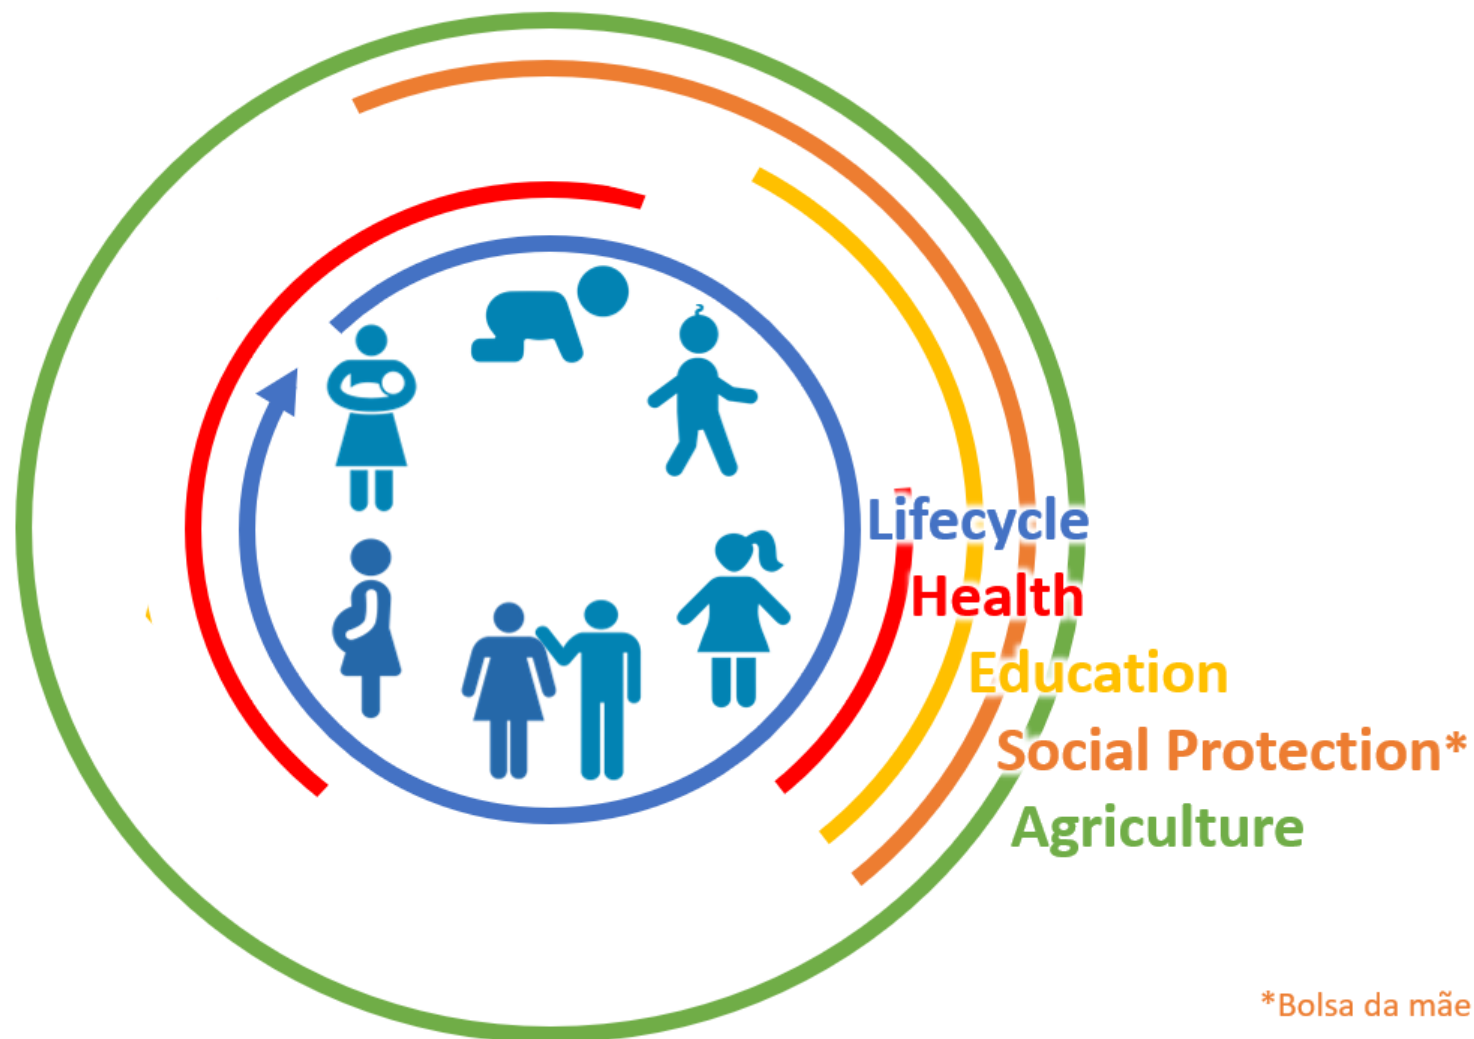 Lifecycle
Health
Education
Social Protection*
Agriculture
*Bolsa da mãe